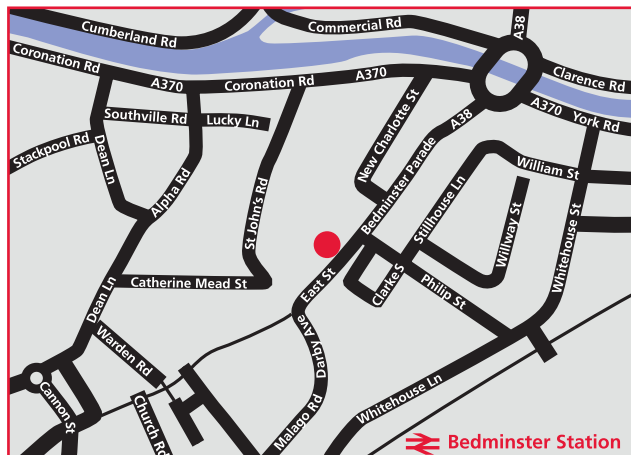 Cumberland Rd
Commercial Rd
A38
Coronation Rd
A370
Coronation Rd
A370
Clarence Rd
A370
York Rd
A38
Southville Rd
Lucky Ln
Stackpool Rd
Dean Ln
Alpha Rd
St John's Rd
New Charlotte St
Bedminster Parade
Stillhouse Ln
William St
Willway St
Whitehouse St
Catherine Mead St
East St
Clarke S
Philip St
Dean Ln
Warden Rd
Darby Ave
Cannon St
Church Rd
Malago Rd
Whitehouse Ln
Bedminster Station